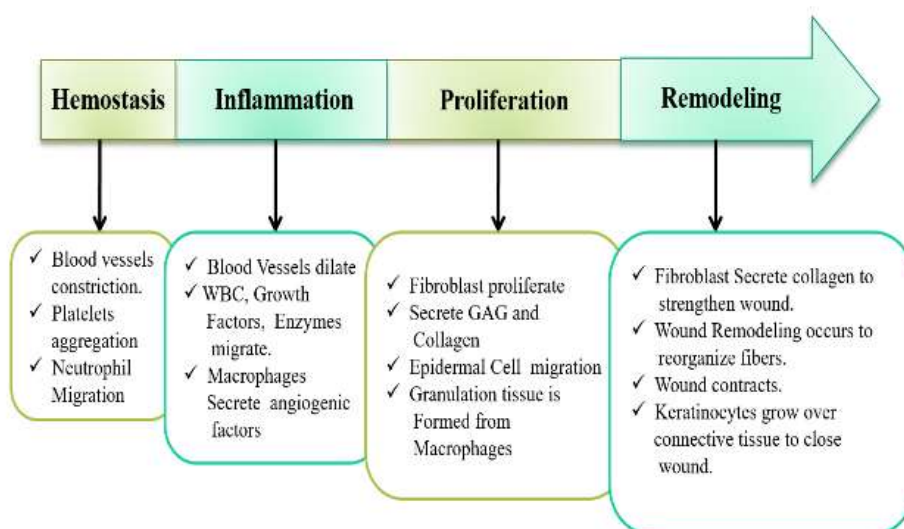 Hemostasis
Inflammation
Proliferation
Remodeling
✓ Blood vessels
constriction.
✓ Platelets
aggregation
✓ Neutrophil
Migration
✓ Blood Vessels dilate
✓ WBC, Growth
Factors, Enzymes
migrate.
✓ Macrophages
Secrete angiogenic
factors
✓ Fibroblast proliferate
✓ Secrete GAG and
Collagen
✓ Epidermal Cell migration
✓ Granulation tissue is
Formed from
Macrophages
✓ Fibroblast Secrete collagen to
strengthen wound.
✓ Wound Remodeling occurs to
reorganize fibers.
✓ Wound contracts.
✓ Keratinocytes grow over
connective tissue to close
wound.